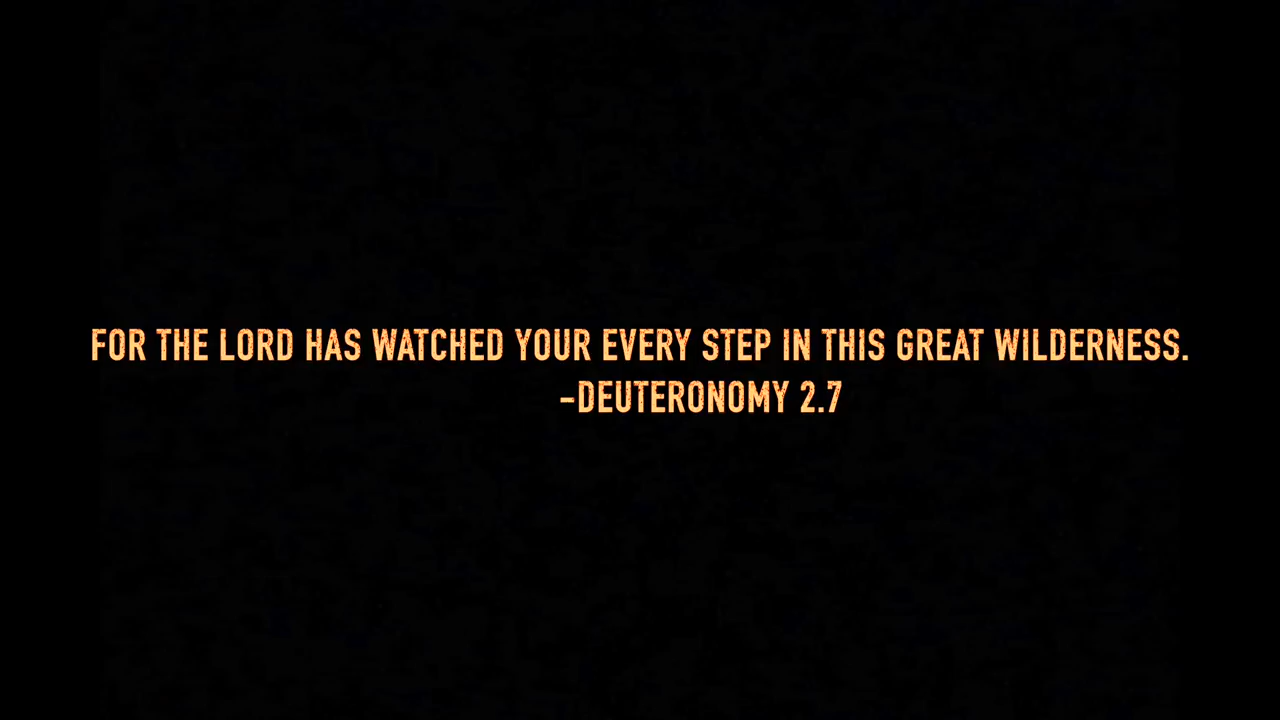 FOR THE LORD HAS WATCHED YOUR EVERY STEP IN THIS GREAT WILDERNESS.
-DEUTERONOMY 2.7